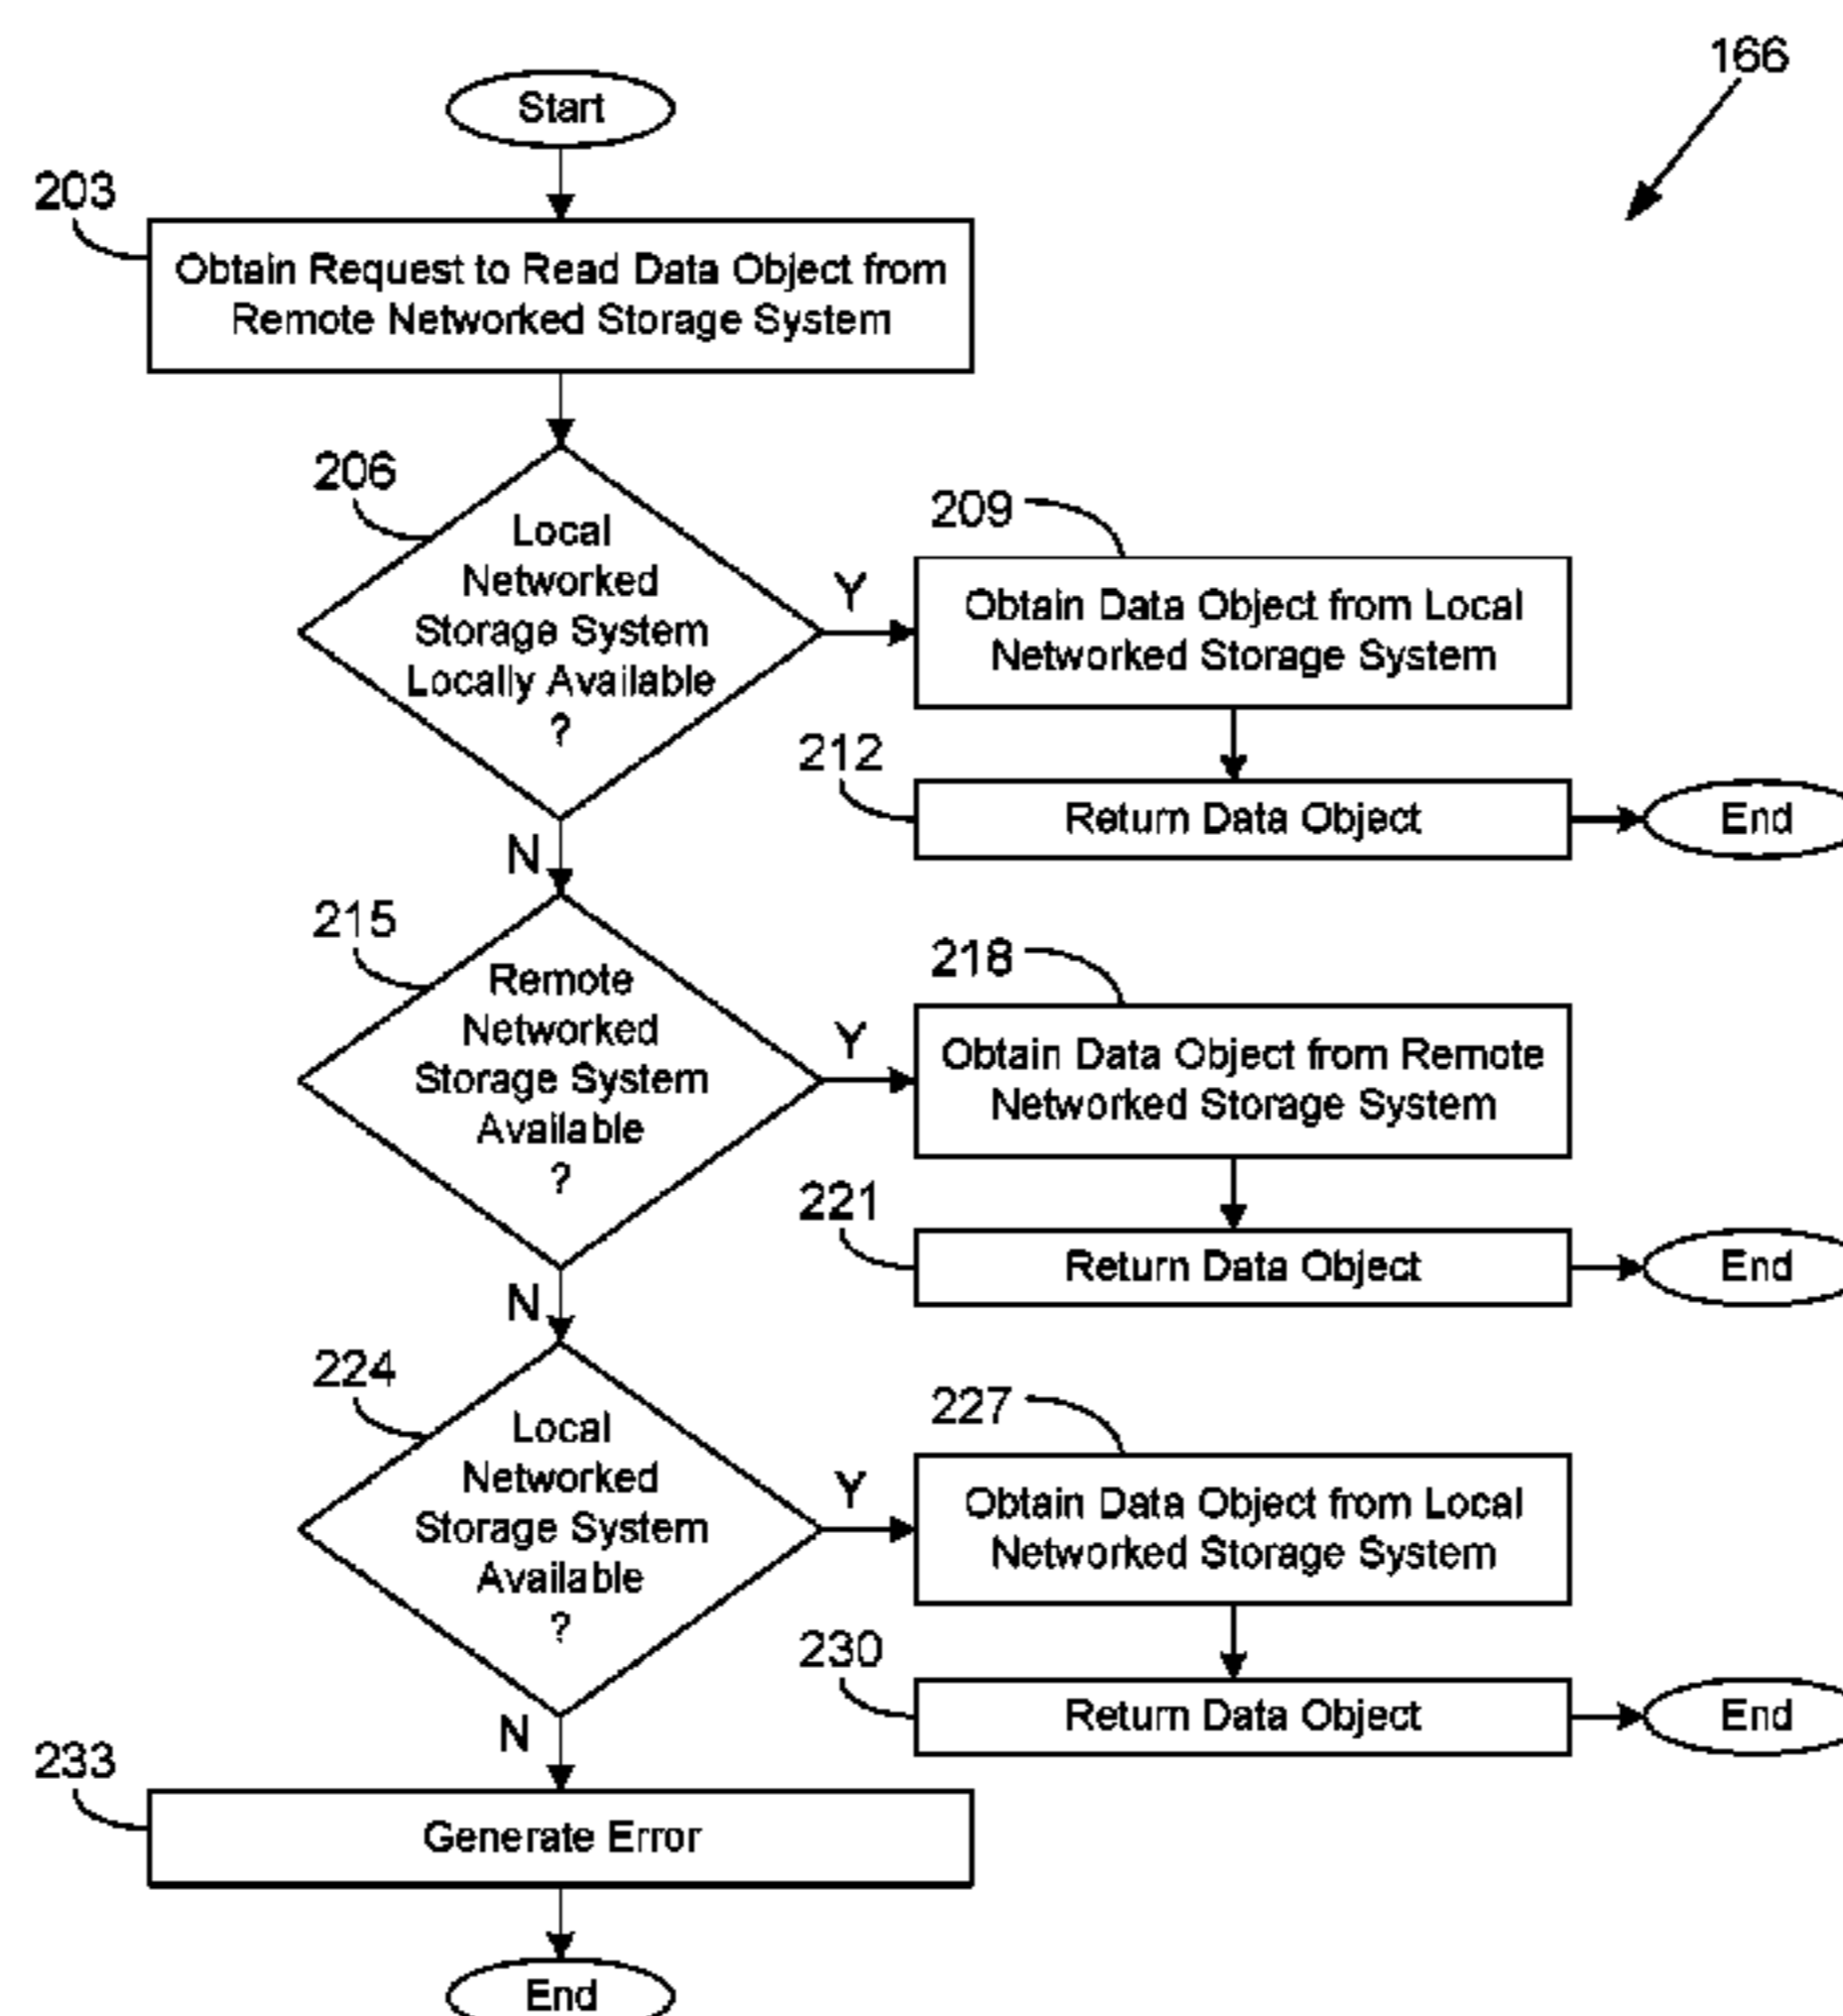 166
Start
203
Obtain Request to Read Data Object from
Remote Networked Storage System
206
Local
Networked
Storage System
Locally Available
?
Y
209
Obtain Data Object from Local
Networked Storage System
212
Return Data Object
End
N
215
Remote
Networked
Storage System
Available
?
Y
218
Obtain Data Object from Remote
Networked Storage System
221
Return Data Object
End
N
224
Local
Networked
Storage System
Available
?
Y
227
Obtain Data Object from Local
Networked Storage System
230
Return Data Object
End
N
233
Generate Error
End